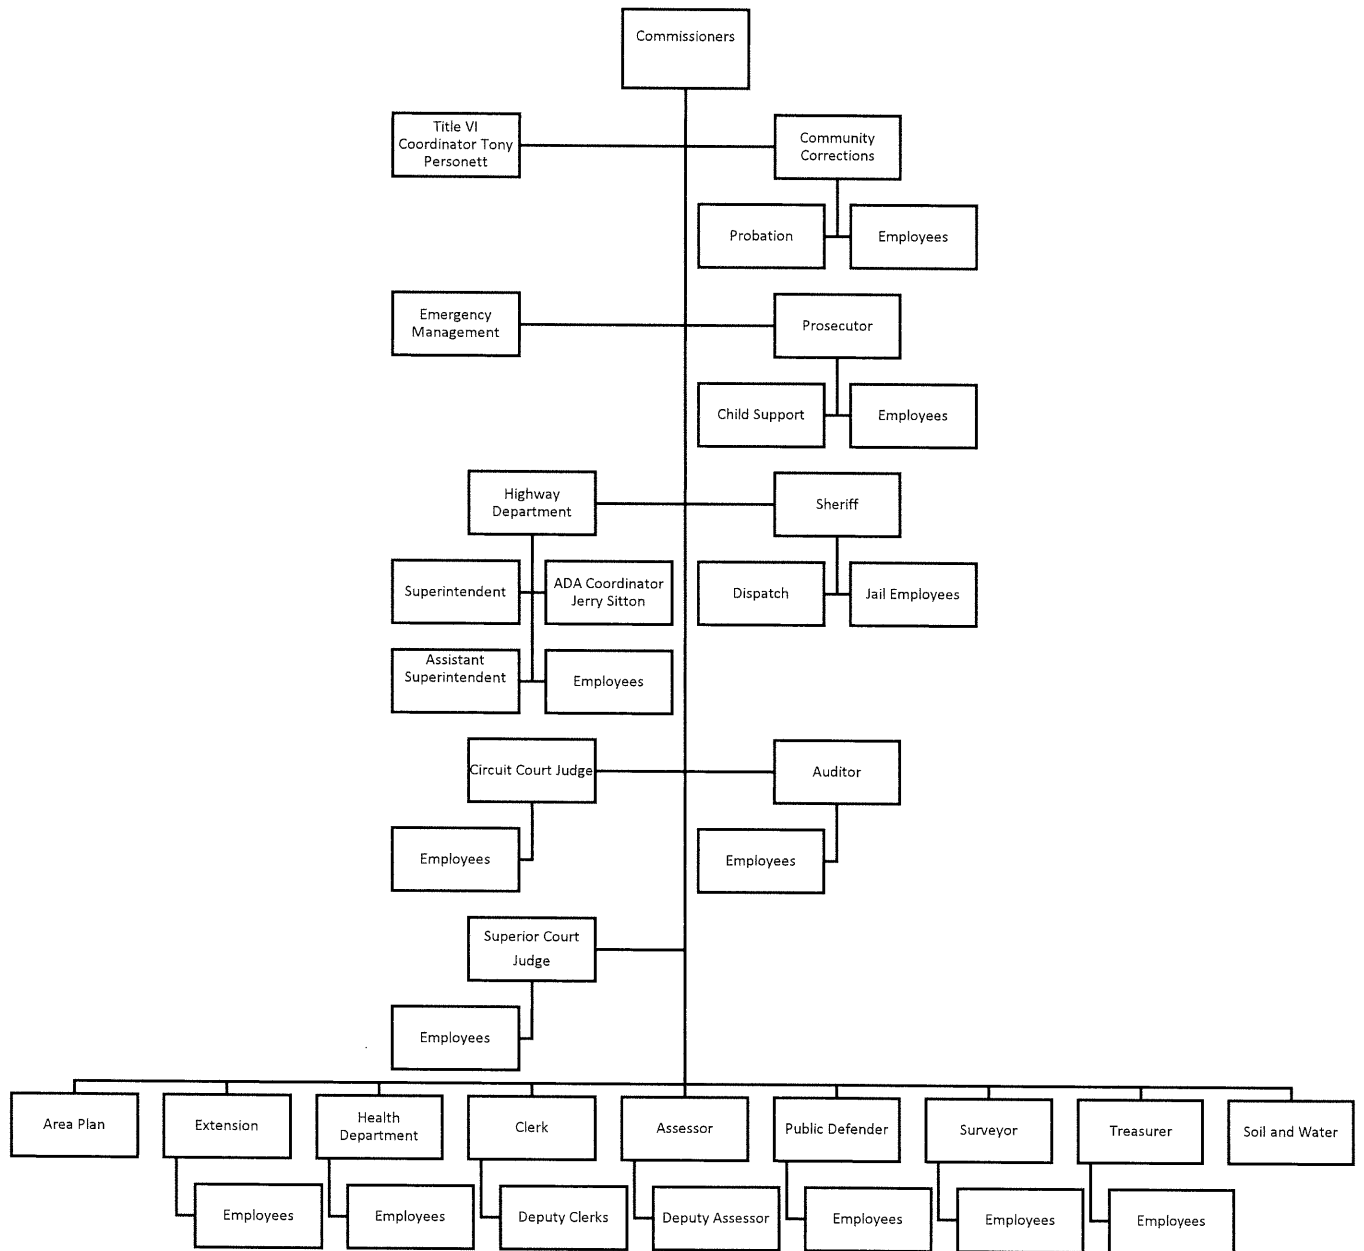 Commissioners
Title VI
Coordinator Tony
Personett
Community
Corrections
Probation
Employees
Emergency
Management
Prosecutor
Child Support
Employees
Highway
Department
Sheriff
Superintendent
ADA Coordinator
Jerry Sitton
Dispatch
Jail Employees
Assistant
Superintendent
Employees
Circuit Court Judge
Auditor
Employees
Employees
Superior Court
Judge
Employees
Area Plan
Extension
Health
Department
Clerk
Assessor
Public Defender
Surveyor
Treasurer
Soil and Water
Employees
Employees
Deputy Clerks
Deputy Assessor
Employees
Employees
Employees